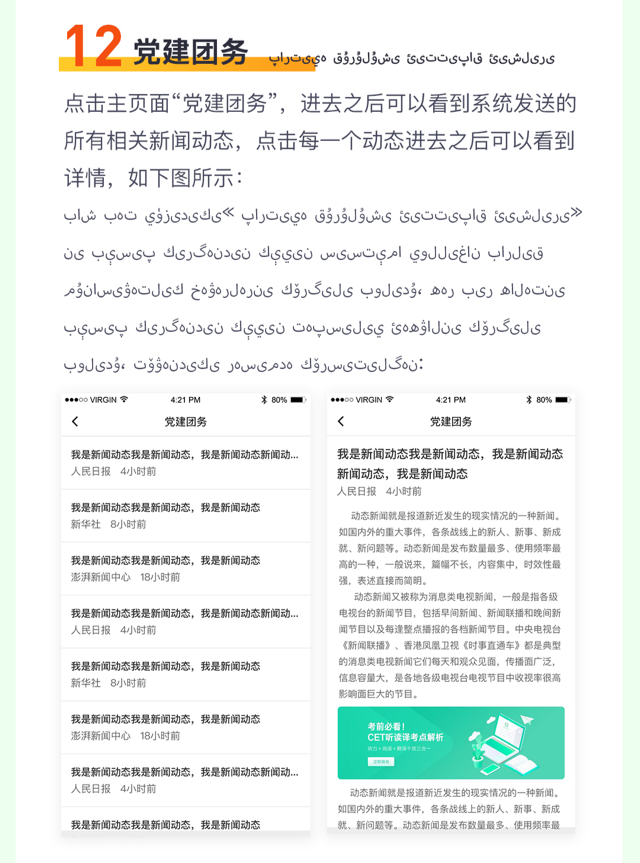 12 党建团务 پارتىيە قۇرۇلۇشى ئىتتىپاق ئىشلىرى
点击主页面“党建团务”，进去之后可以看到系统发送的
所有相关新闻动态，点击每一个动态进去之后可以看到
详情，如下图所示：
باش بەت يۈزىدىكى« پارتىيە قۇرۇلۇشى ئىتتىپاق ئىشلىرى»
نى بېسىپ كىرگەندىن كېيىن سىستېما يوللىغان بارلىق
مۇناسىۋەتلىك خەۋەرلەرنى كۆرگىلى بولىدۇ، ھەر بىر ھالەتنى
بېسىپ كىرگەندىن كېيىن تەپسىلىي ئەھۋالنى كۆرگىلى
بولىدۇ، تۆۋەندىكى رەسىمدە كۆرسىتىلگەن:
VIRGIN 4:21 PM 80%
党建团务
我是新闻动态我是新闻动态，我是新闻动态新闻动...
人民日报 4小时前
我是新闻动态我是新闻动态，我是新闻动态
新华社 8小时前
我是新闻动态我是新闻动态，我是新闻动态
澎湃新闻中心 18小时前
我是新闻动态我是新闻动态，我是新闻动态新闻动...
人民日报 4小时前
我是新闻动态我是新闻动态，我是新闻动态
新华社 8小时前
我是新闻动态我是新闻动态，我是新闻动态
澎湃新闻中心 18小时前
我是新闻动态我是新闻动态，我是新闻动态新闻动...
人民日报 4小时前
我是新闻动态我是新闻动态，我是新闻动态
VIRGIN 4:21 PM 80%
党建团务
我是新闻动态我是新闻动态，我是新闻动态
新闻动态，我是新闻动态
人民日报 4小时前
动态新闻就是报道新近发生的现实情况的一种新闻。
如国内外的重大事件，各条战线上的新人、新事、新成
就、新问题等。动态新闻是发布数量最多、使用频率最
高的一种，一般说来，篇幅不长，内容集中，时效性最
强，表述直接而简明。
动态新闻又被称为消息类电视新闻，一般是指各级
电视台的新闻节目，包括早间新闻、新闻联播和晚间新
闻节目以及每逢整点播报的各档新闻节目。中央电视台
《新闻联播》、香港凤凰卫视《时事直通车》都是典型
的消息类电视新闻它们每天和观众见面，传播面广泛，
信息容量大，是各地各级电视台电视节目中收视率很高
影响面巨大的节目。
考前必看！
CET听读译考点解析
动态新闻就是报道新近发生的现实情况的一种新闻。
如国内外的重大事件，各条战线上的新人、新事、新成
就、新问题等。动态新闻是发布数量最多、使用频率最